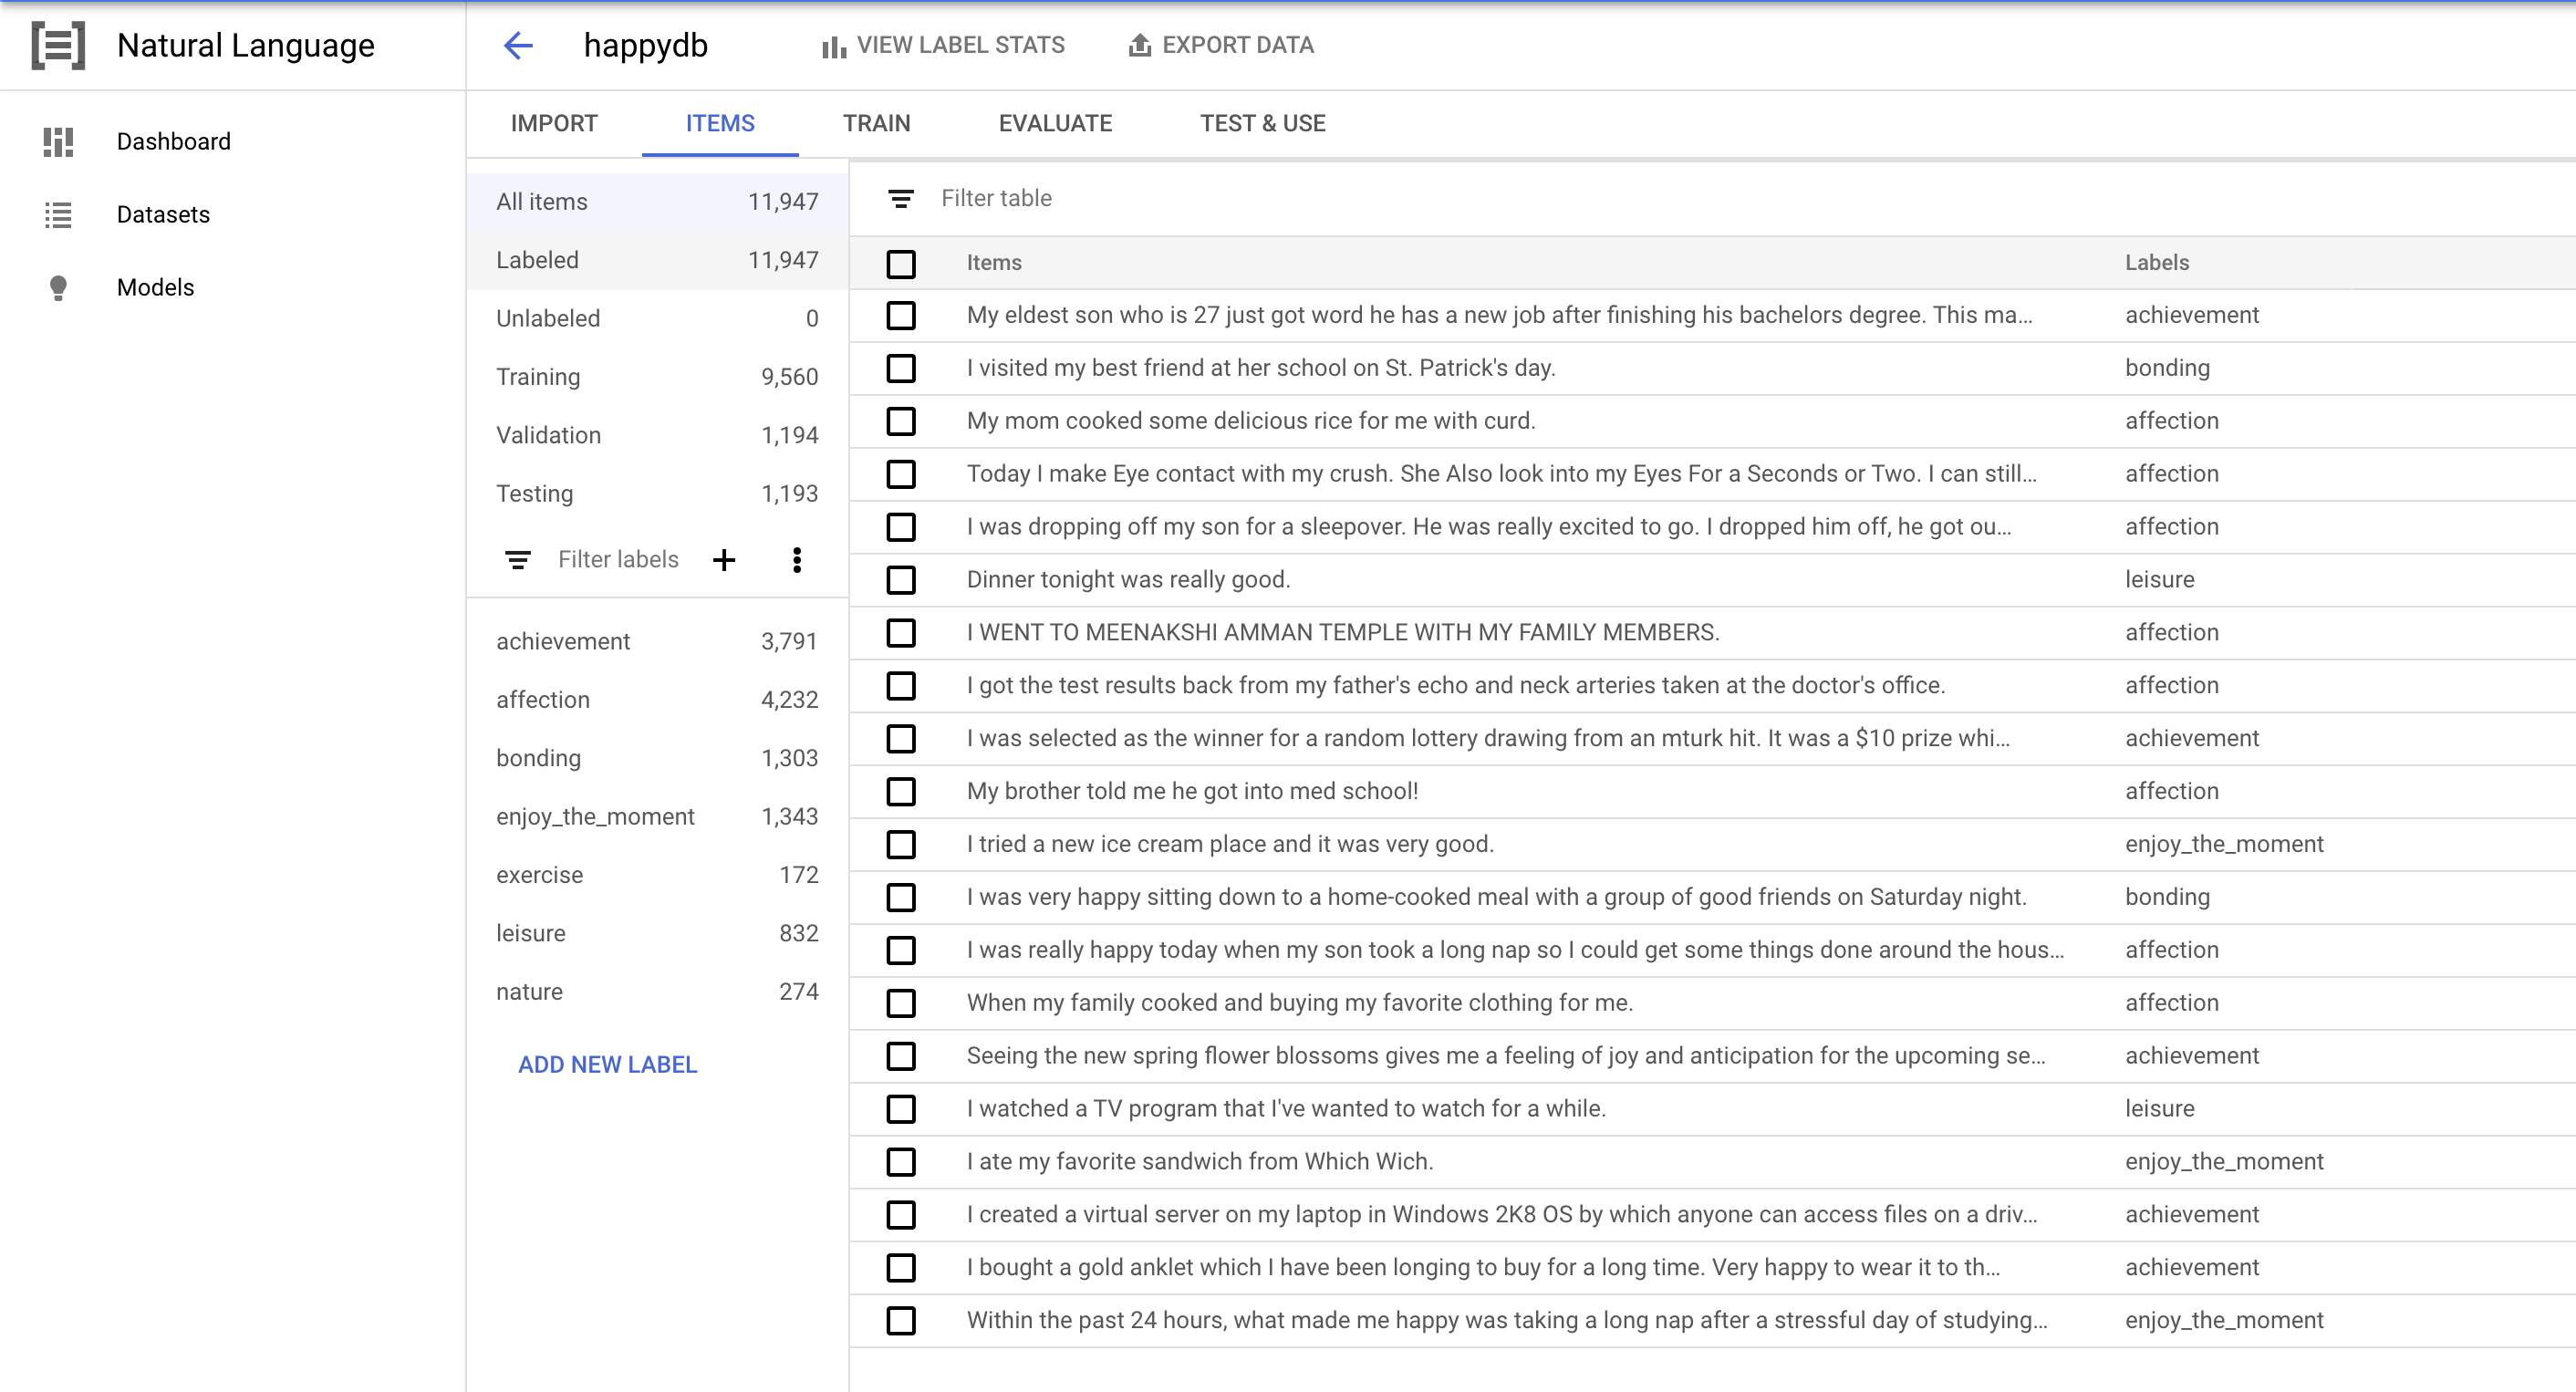 Natural Language
happydb VIEW LABEL STATS EXPORT DATA
Dashboard
Datasets
Models
IMPORT ITEMS TRAIN EVALUATE TEST & USE
All items 11,947
Labeled 11,947
Unlabeled 0
Training 9,560
Validation 1,194
Testing 1,193
Filter labels
achievement 3,791
affection 4,232
bonding 1,303
enjoy_the_moment 1,343
exercise 172
leisure 832
nature 274
ADD NEW LABEL
Filter table
Items Labels
My eldest son who is 27 just got word he has a new job after finishing his bachelors degree. This ma... achievement
I visited my best friend at her school on St. Patrick's day. bonding
My mom cooked some delicious rice for me with curd. affection
Today I make Eye contact with my crush. She Also look into my Eyes For a Seconds or Two. I can still... affection
I was dropping off my son for a sleepover. He was really excited to go. I dropped him off, he got ou... affection
Dinner tonight was really good. leisure
I WENT TO MEENAKSHI AMMAN TEMPLE WITH MY FAMILY MEMBERS. affection
I got the test results back from my father's echo and neck arteries taken at the doctor's office. affection
I was selected as the winner for a random lottery drawing from an mturk hit. It was a $10 prize whi... achievement
My brother told me he got into med school! affection
I tried a new ice cream place and it was very good. enjoy_the_moment
I was very happy sitting down to a home-cooked meal with a group of good friends on Saturday night. bonding
I was really happy today when my son took a long nap so I could get some things done around the hous... affection
When my family cooked and buying my favorite clothing for me. affection
Seeing the new spring flower blossoms gives me a feeling of joy and anticipation for the upcoming se... achievement
I watched a TV program that I've wanted to watch for a while. leisure
I ate my favorite sandwich from Which Wich. enjoy_the_moment
I created a virtual server on my laptop in Windows 2K8 OS by which anyone can access files on a driv... achievement
I bought a gold anklet which I have been longing to buy for a long time. Very happy to wear it to th... achievement
Within the past 24 hours, what made me happy was taking a long nap after a stressful day of studying... enjoy_the_moment